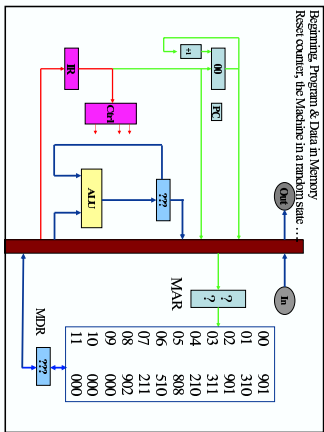 Beginning, Program & Data in Memory
Reset counter, the Machine in a random state …
+1
00
PC
IR
Ctrl
ALU
???
Out
In
MAR
? ?
MDR
???
00 901
01 310
02 901
03 311
04 210
05 808
06 510
07 211
08 902
09 000
10 000
11 000